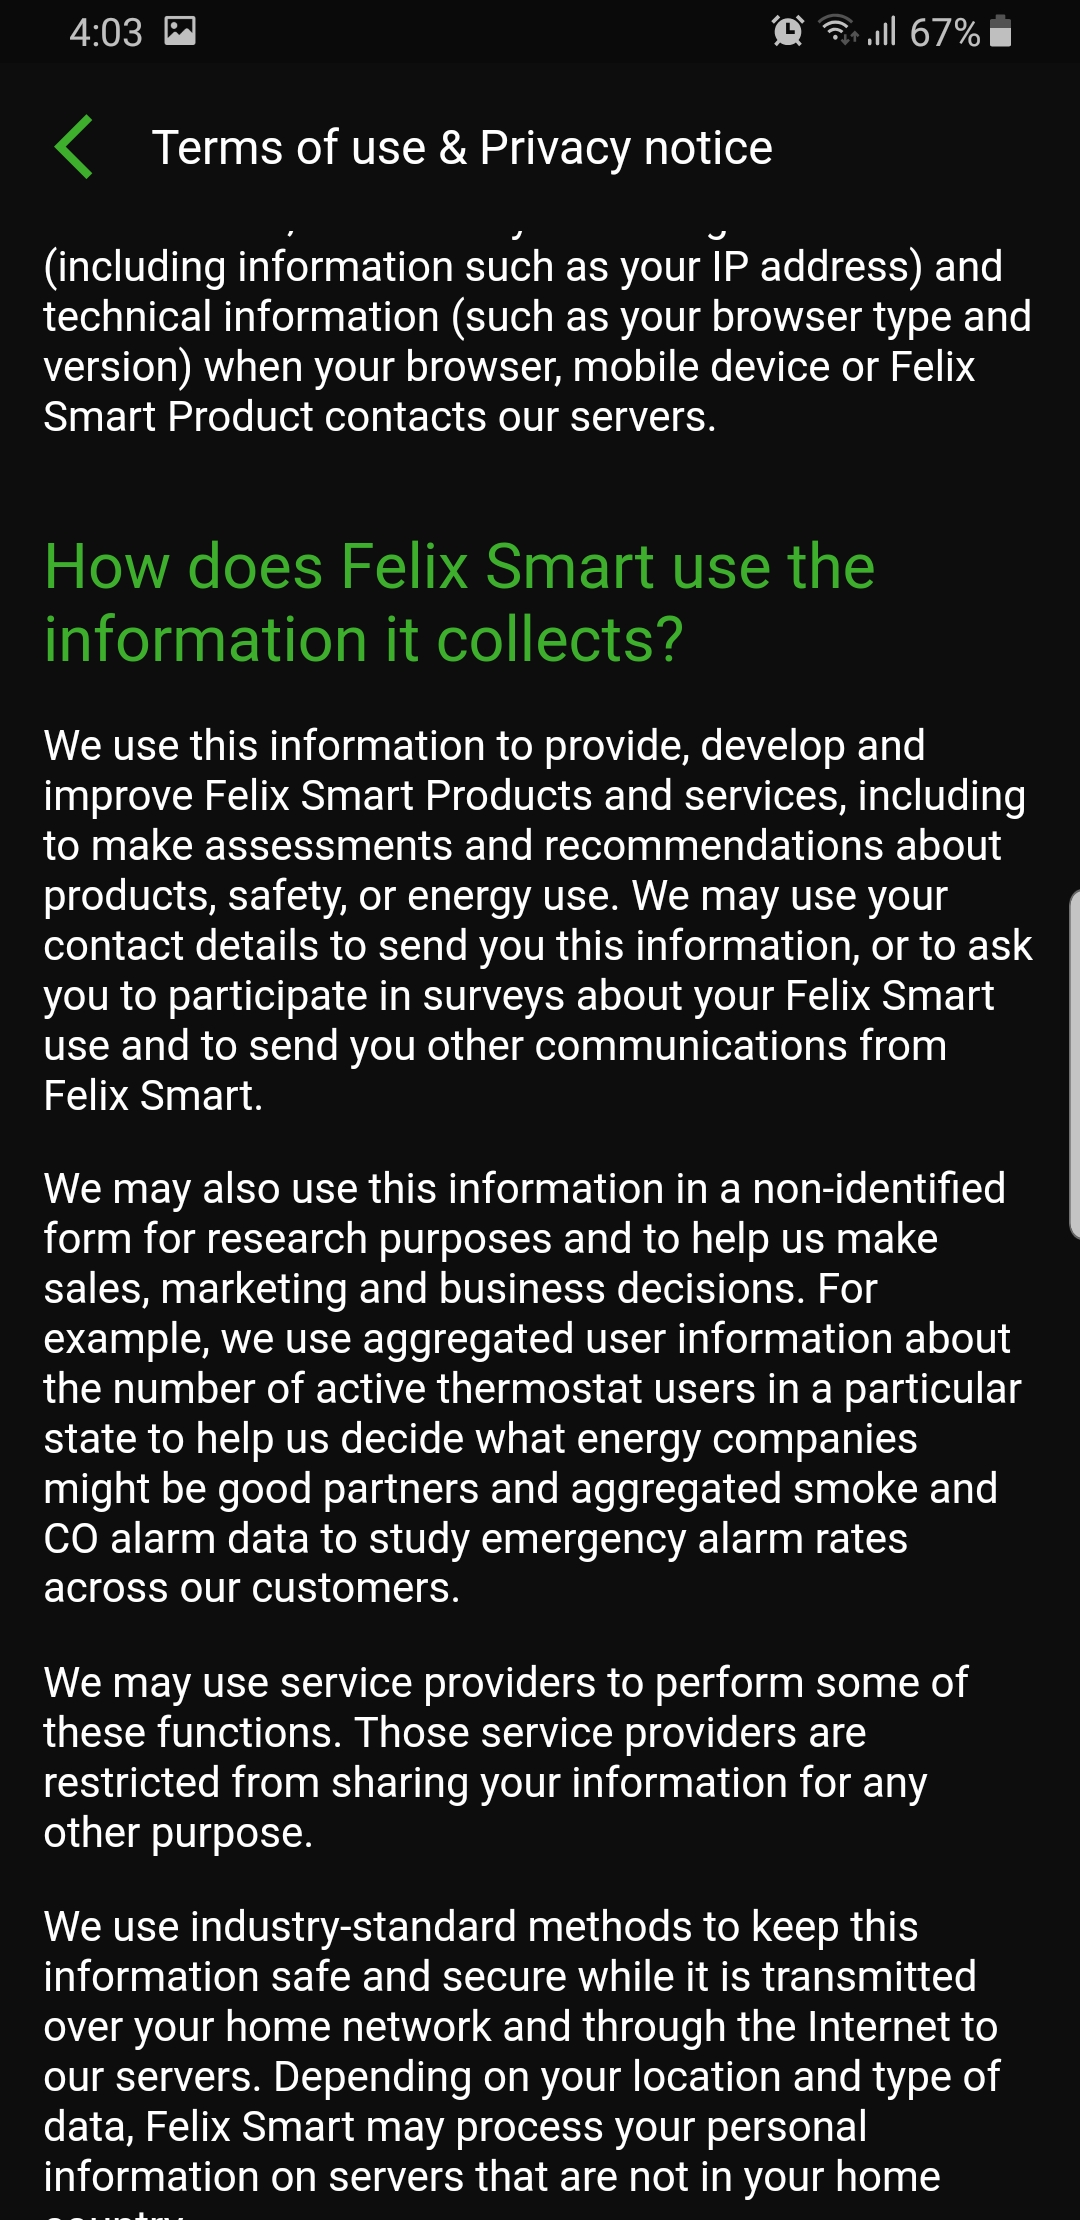 4:03
67%
Terms of use & Privacy notice
(including information such as your IP address) and
technical information (such as your browser type and
version) when your browser, mobile device or Felix
Smart Product contacts our servers.
How does Felix Smart use the
information it collects?
We use this information to provide, develop and
improve Felix Smart Products and services, including
to make assessments and recommendations about
products, safety, or energy use. We may use your
contact details to send you this information, or to ask
you to participate in surveys about your Felix Smart
use and to send you other communications from
Felix Smart.
We may also use this information in a non-identified
form for research purposes and to help us make
sales, marketing and business decisions. For
example, we use aggregated user information about
the number of active thermostat users in a particular
state to help us decide what energy companies
might be good partners and aggregated smoke and
CO alarm data to study emergency alarm rates
across our customers.
We may use service providers to perform some of
these functions. Those service providers are
restricted from sharing your information for any
other purpose.
We use industry-standard methods to keep this
information safe and secure while it is transmitted
over your home network and through the Internet to
our servers. Depending on your location and type of
data, Felix Smart may process your personal
information on servers that are not in your home